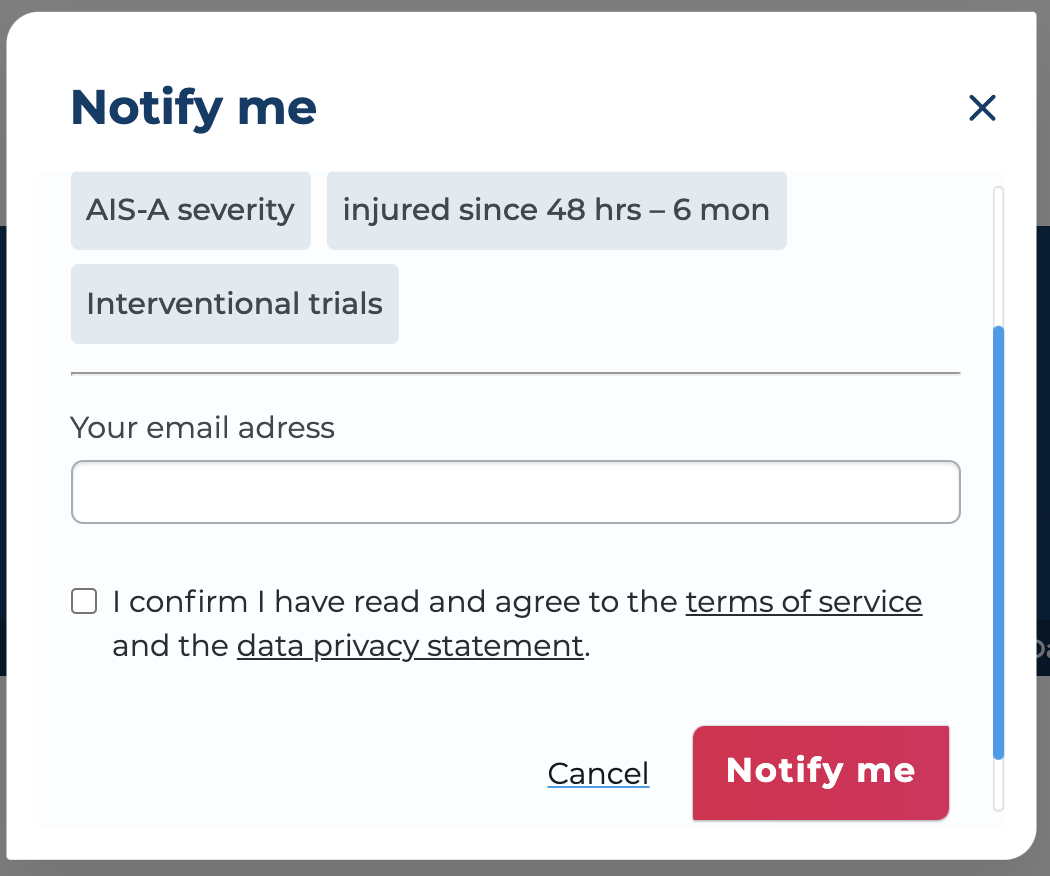 Notify me
AIS-A severity
injured since 48 hrs – 6 mon
Interventional trials
Your email adress
I confirm I have read and agree to the terms of service
and the data privacy statement.
Cancel
Notify me